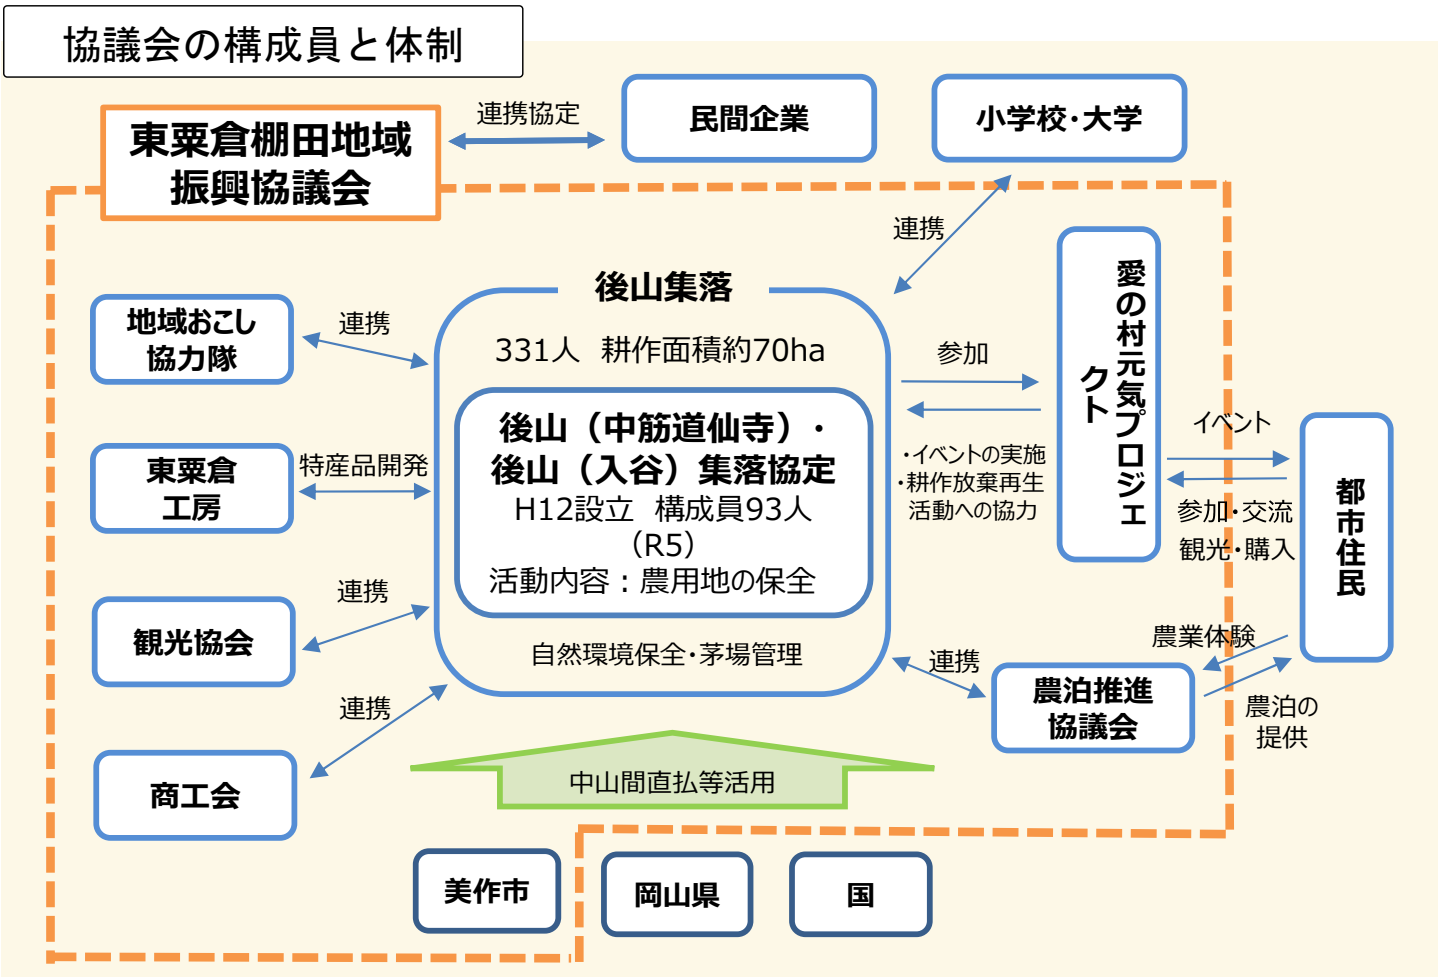 協議会の構成員と体制
東粟倉棚田地域
振興協議会
連携協定
民間企業
小学校・大学
連携
後山集落
331人 耕作面積約70ha
後山（中筋道仙寺）・
後山（入谷）集落協定
H12設立 構成員93人
（R5）
活動内容：農用地の保全
自然環境保全・茅場管理
地域おこし
協力隊
連携
東粟倉
工房
特産品開発
観光協会
連携
商工会
連携
参加
・イベントの実施
・耕作放棄再生
活動への協力
愛の村元気プロジェ
クト
イベント
参加・交流
観光・購入
都市住民
農業体験
連携
農泊推進
協議会
農泊の
提供
中山間直払等活用
美作市
岡山県
国